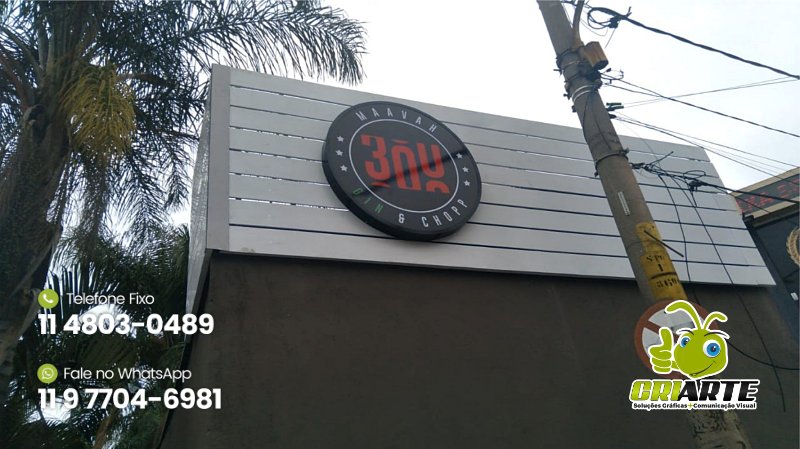 MAAVAH
GIN & CHOPP
Telefone Fixo
11 4803-0489
Fale no WhatsApp
11 9 7704-6981
CRIARTE
Soluções Gráficas+Comunicação Visual